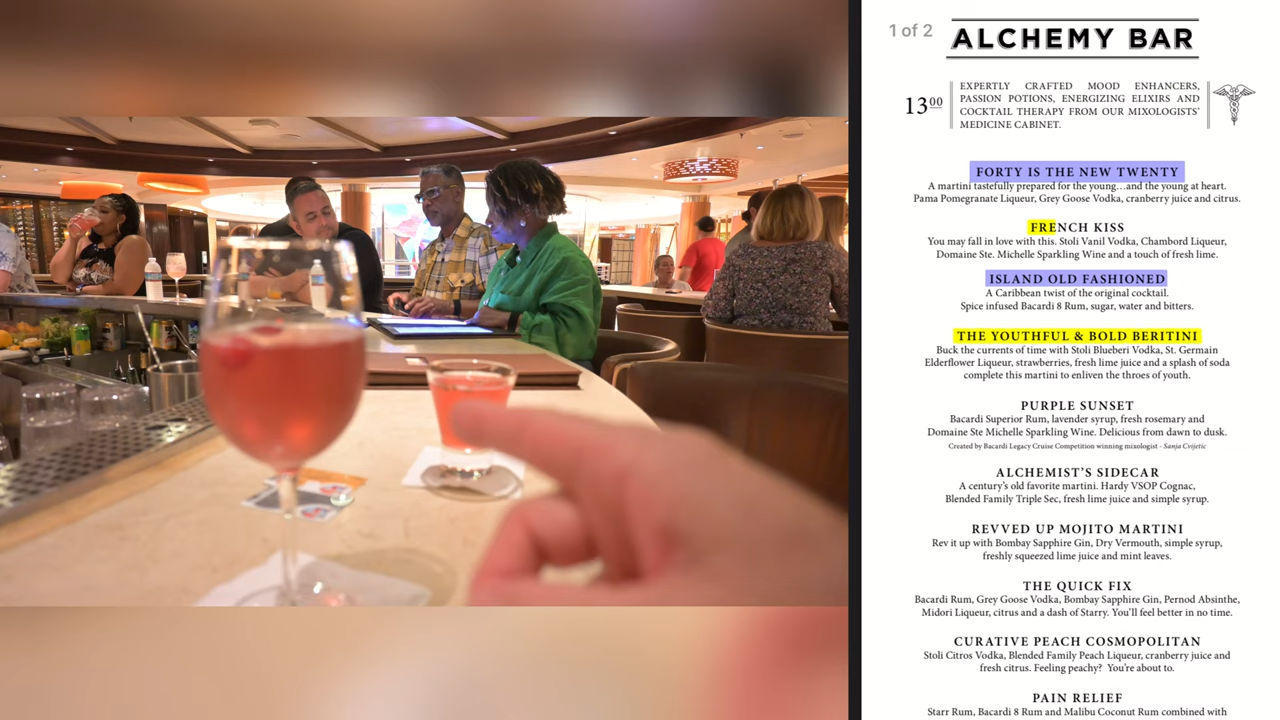 1 of 2
ALCHEMY BAR
13⁰⁰
EXPERTLY CRAFTED MOOD ENHANCERS,
PASSION POTIONS, ENERGIZING ELIXIRS AND
COCKTAIL THERAPY FROM OUR MIXOLOGISTS'
MEDICINE CABINET.
FORTY IS THE NEW TWENTY
A martini tastefully prepared for the young…and the young at heart.
Pama Pomegranate Liqueur, Grey Goose Vodka, cranberry juice and citrus.
FRENCH KISS
You may fall in love with this. Stoli Vanil Vodka, Chambord Liqueur,
Domaine Ste. Michelle Sparkling Wine and a touch of fresh lime.
ISLAND OLD FASHIONED
A Caribbean twist of the original cocktail.
Spice infused Bacardi 8 Rum, sugar, water and bitters.
THE YOUTHFUL & BOLD BERITINI
Buck the currents of time with Stoli Blueberi Vodka, St. Germain
Elderflower Liqueur, strawberries, fresh lime juice and a splash of soda
complete this martini to enliven the throes of youth.
PURPLE SUNSET
Bacardi Superior Rum, lavender syrup, fresh rosemary and
Domaine Ste Michelle Sparkling Wine. Delicious from dawn to dusk.
Created by Bacardi Legacy Cruise Competition winning mixologist - Sanja Cvijetic
ALCHEMIST'S SIDECAR
A century's old favorite martini. Hardy VSOP Cognac,
Blended Family Triple Sec, fresh lime juice and simple syrup.
REVVED UP MOJITO MARTINI
Rev it up with Bombay Sapphire Gin, Dry Vermouth, simple syrup,
freshly squeezed lime juice and mint leaves.
THE QUICK FIX
Bacardi Rum, Grey Goose Vodka, Bombay Sapphire Gin, Pernod Absinthe,
Midori Liqueur, citrus and a dash of Starry. You'll feel better in no time.
CURATIVE PEACH COSMOPOLITAN
Stoli Citros Vodka, Blended Family Peach Liqueur, cranberry juice and
fresh citrus. Feeling peachy? You're about to.
PAIN RELIEF
Starr Rum, Bacardi 8 Rum and Malibu Coconut Rum combined with